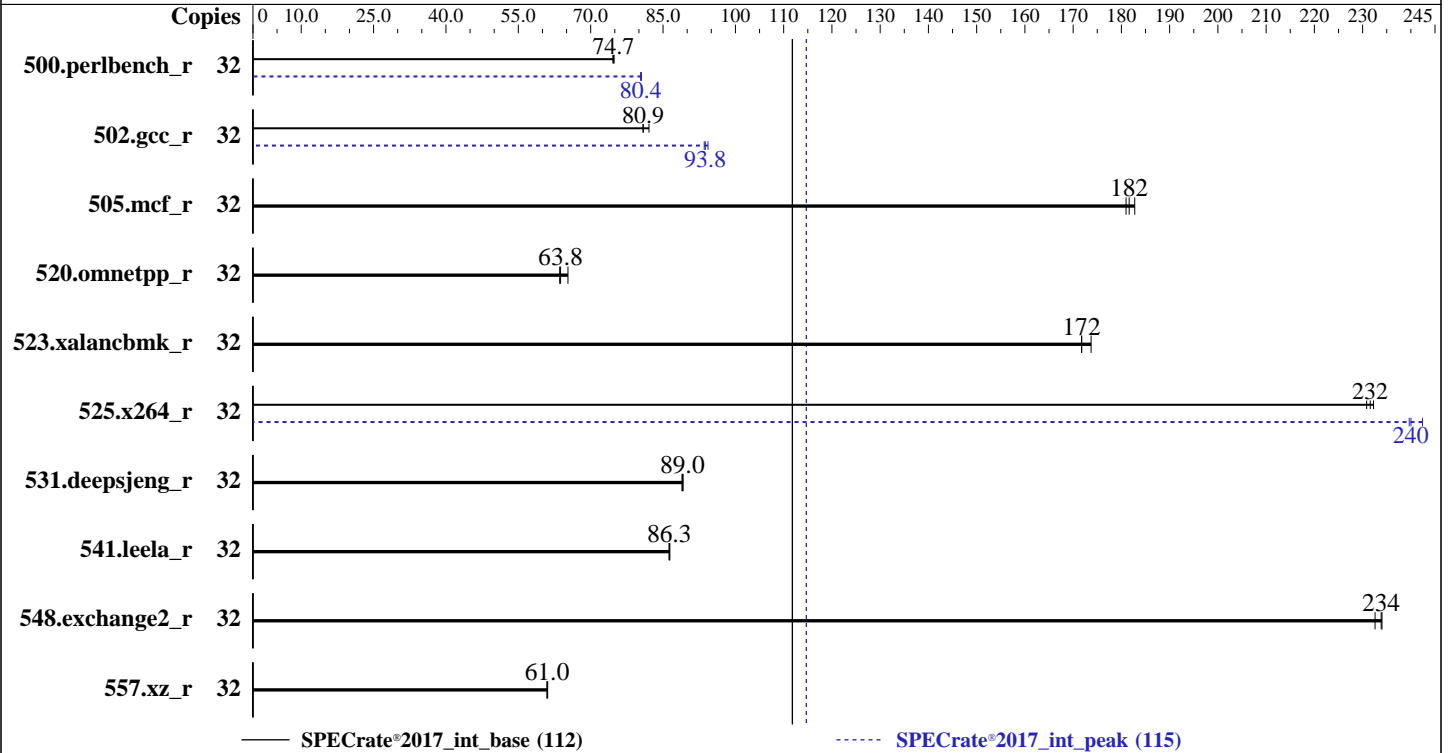 Copies 0 10.0 25.0 40.0 55.0 70.0 85.0 100 110 120 130 140 150 160 170 180 190 200 210 220 230 245
74.7
500.perlbench_r 32
80.4
80.9
502.gcc_r 32
93.8
182
505.mcf_r 32
63.8
520.omnetpp_r 32
172
523.xalancbmk_r 32
232
525.x264_r 32
240
89.0
531.deepsjeng_r 32
86.3
541.leela_r 32
234
548.exchange2_r 32
61.0
557.xz_r 32
SPECrate®2017_int_base (112) SPECrate®2017_int_peak (115)